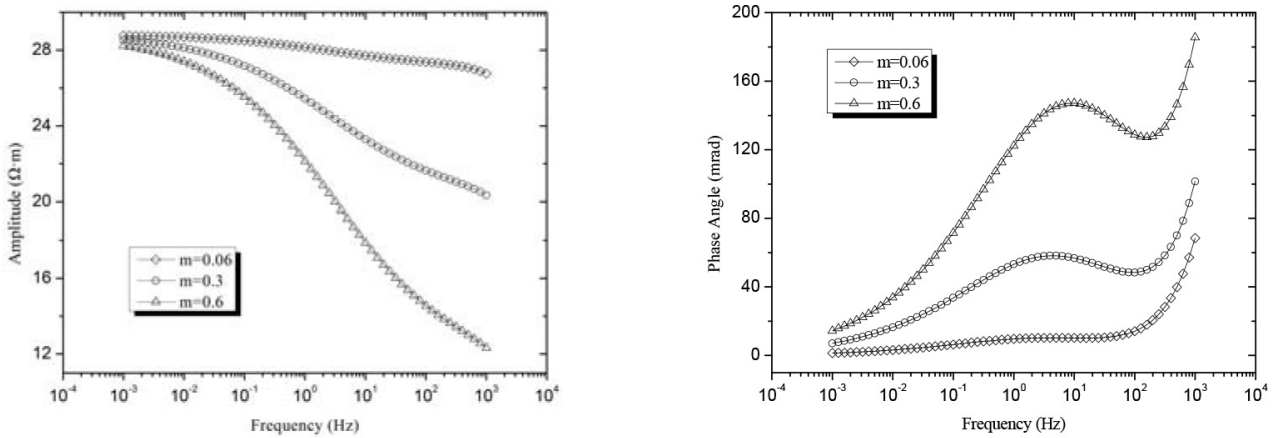 28
24
20
16
12
Amplitude (Ω·m)
m=0.06
m=0.3
m=0.6
10⁻⁴ 10⁻³ 10⁻² 10⁻¹ 10⁰ 10¹ 10² 10³ 10⁴
Frequency (Hz)
200
160
120
80
40
0
Phase Angle (mrad)
m=0.06
m=0.3
m=0.6
10⁻⁴ 10⁻³ 10⁻² 10⁻¹ 10⁰ 10¹ 10² 10³ 10⁴
Frequency (Hz)